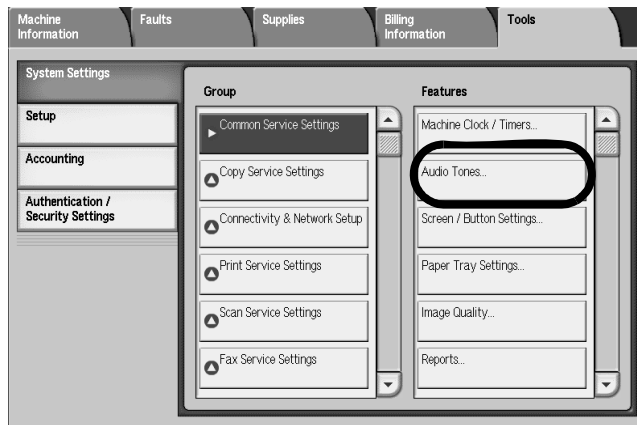 Machine
Information
Faults
Supplies
Billing
Information
Tools
System Settings
Setup
Accounting
Authentication /
Security Settings
Group
Common Service Settings
Copy Service Settings
Connectivity & Network Setup
Print Service Settings
Scan Service Settings
Fax Service Settings
Features
Machine Clock / Timers...
Audio Tones...
Screen / Button Settings...
Paper Tray Settings...
Image Quality...
Reports...